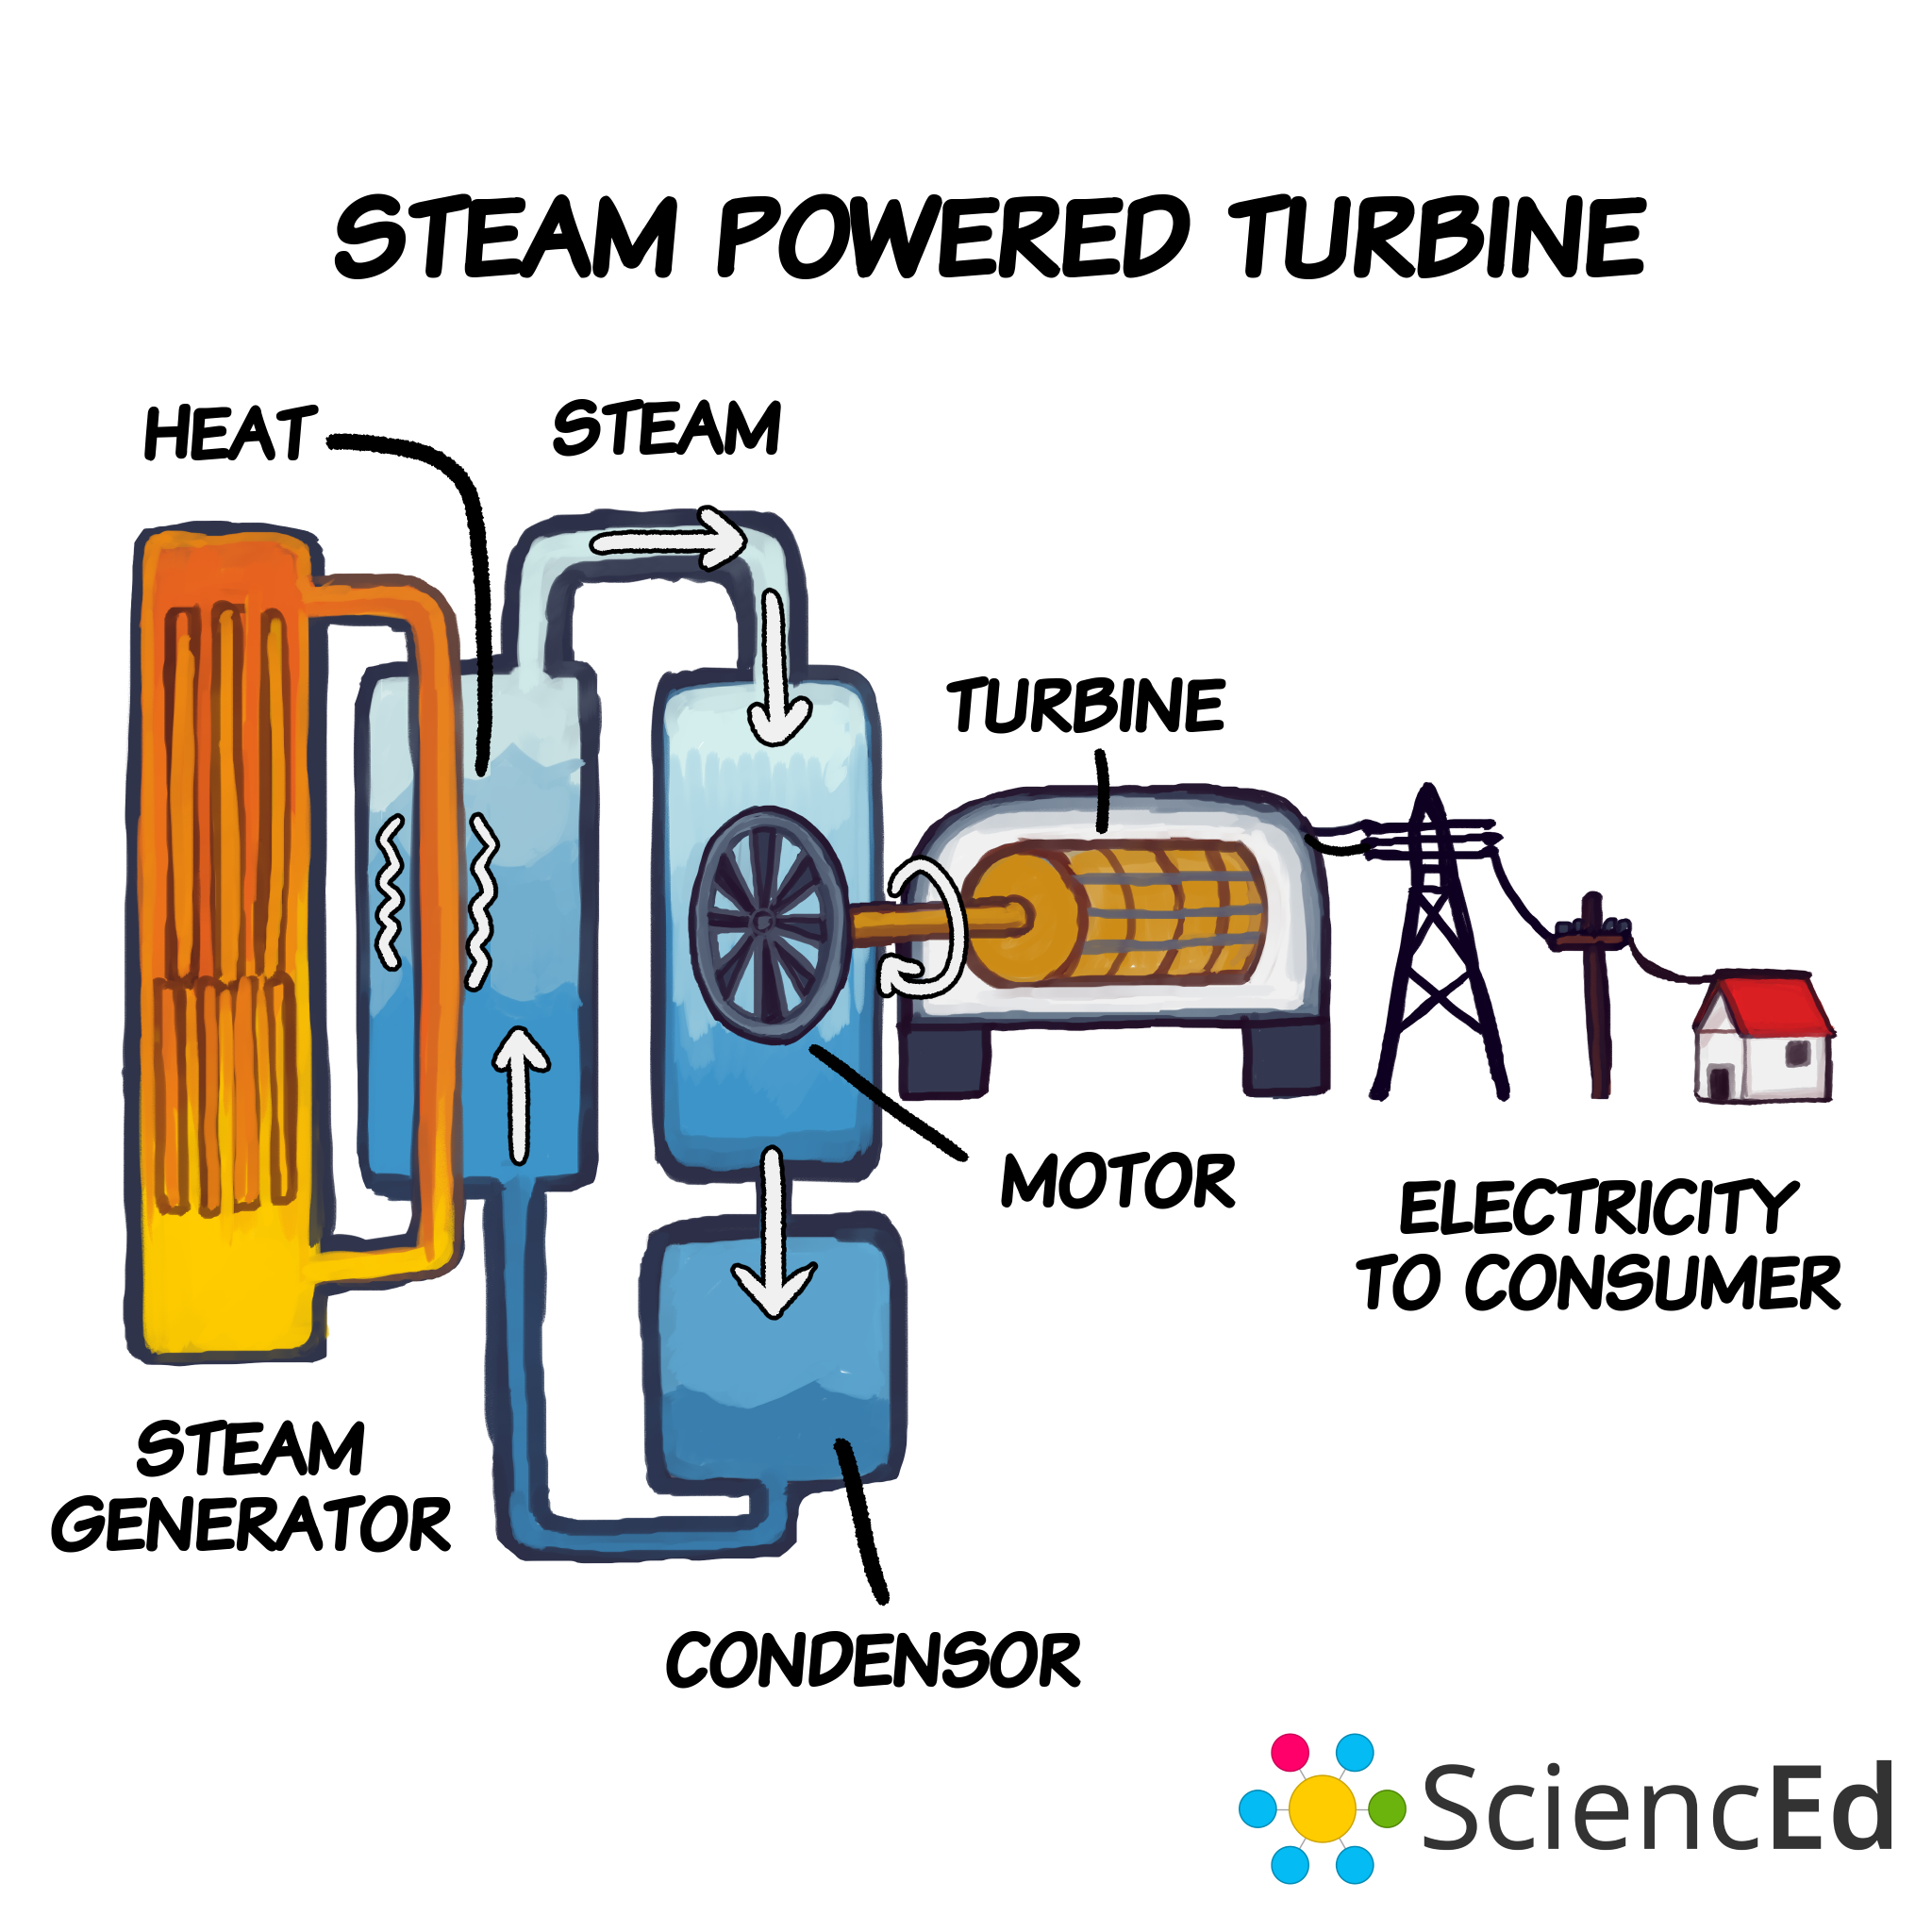 STEAM POWERED TURBINE
HEAT
STEAM
TURBINE
MOTOR
ELECTRICITY
TO CONSUMER
STEAM
GENERATOR
CONDENSOR
SciencEd